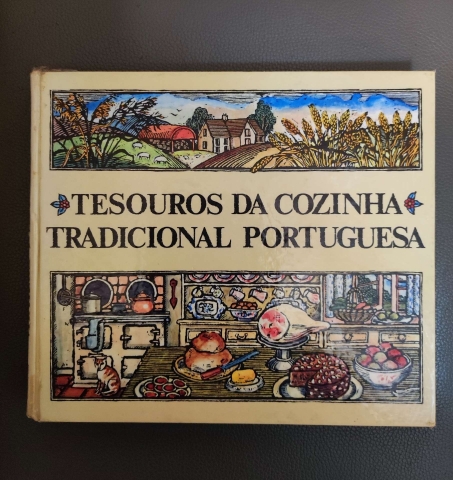 TESOUROS DA COZINHA
TRADICIONAL PORTUGUESA